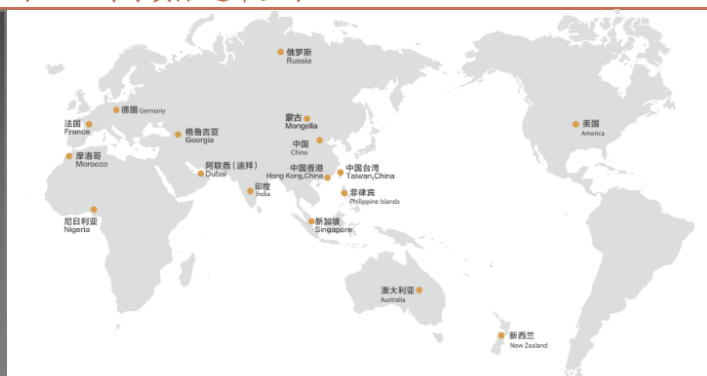 俄罗斯
Russia
德国 Germany
法国
France
蒙古
Mongolla
美国
America
格鲁吉亚
Georgia
中国
China
摩洛哥
Morocco
阿联酋（迪拜）
Dubai
中国香港
Hong Kong,China
中国台湾
Taiwan,China
印度
India
菲律宾
Philippine Islands
尼日利亚
Nigeria
新加坡
Singapore
澳大利亚
Australia
新西兰
New Zealand